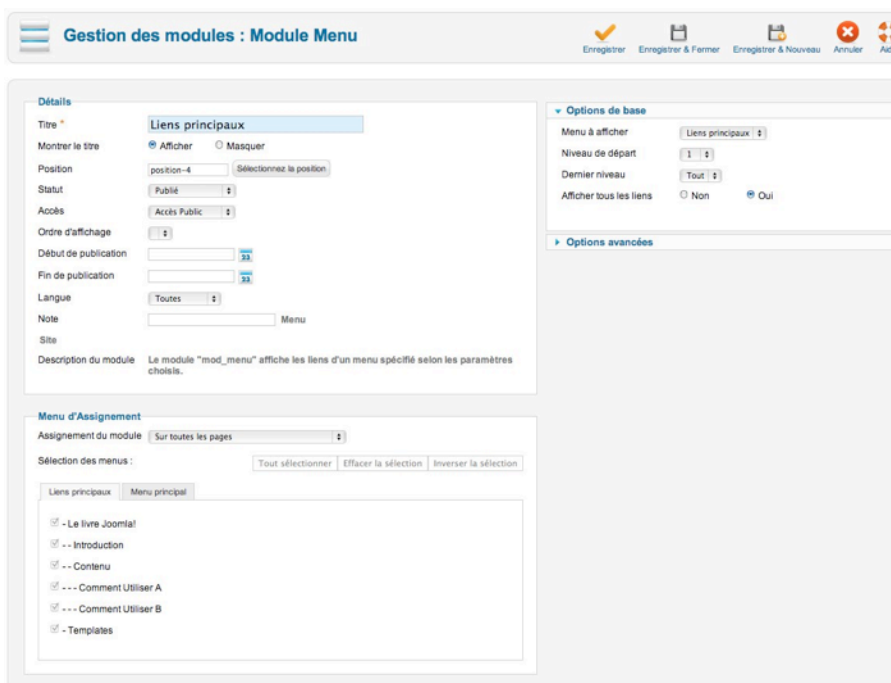 Gestion des modules : Module Menu
Enregistrer
Enregistrer & Fermer
Enregistrer & Nouveau
Annuler
Détails
Titre *
Liens principaux
Montrer le titre
Afficher
Masquer
Position
position-4
Sélectionnez la position
Statut
Publié
Accès
Accès Public
Ordre d'affichage
Début de publication
23
Fin de publication
23
Langue
Toutes
Note
Menu
Site
Description du module
Le module "mod_menu" affiche les liens d'un menu spécifié selon les paramètres
choisis.
Options de base
Menu à afficher
Liens principaux
Niveau de départ
1
Dernier niveau
Tout
Afficher tous les liens
Non
Oui
Options avancées
Menu d'Assignement
Assignement du module
Sur toutes les pages
Sélection des menus :
Tout sélectionner
Effacer la sélection
Inverser la sélection
Liens principaux
Menu principal
- Le livre Joomla!
- - Introduction
- - Contenu
- - - Comment Utiliser A
- - - Comment Utiliser B
- Templates